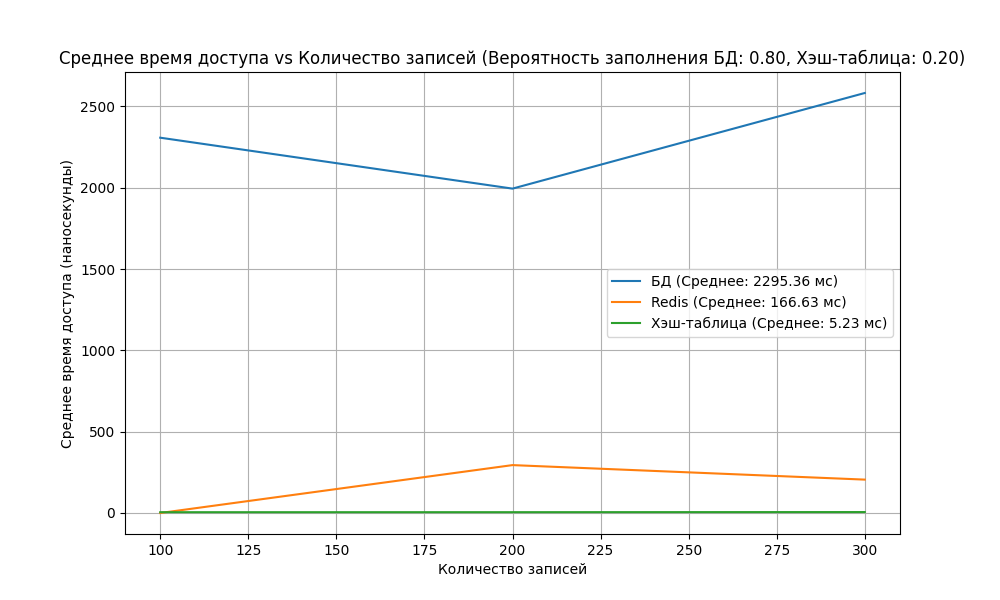 Среднее время доступа vs Количество записей (Вероятность заполнения БД: 0.80, Хэш-таблица: 0.20)
Среднее время доступа (наносекунды)
2500
2000
1500
1000
500
0
БД (Среднее: 2295.36 мс)
Redis (Среднее: 166.63 мс)
Хэш-таблица (Среднее: 5.23 мс)
100 125 150 175 200 225 250 275 300
Количество записей